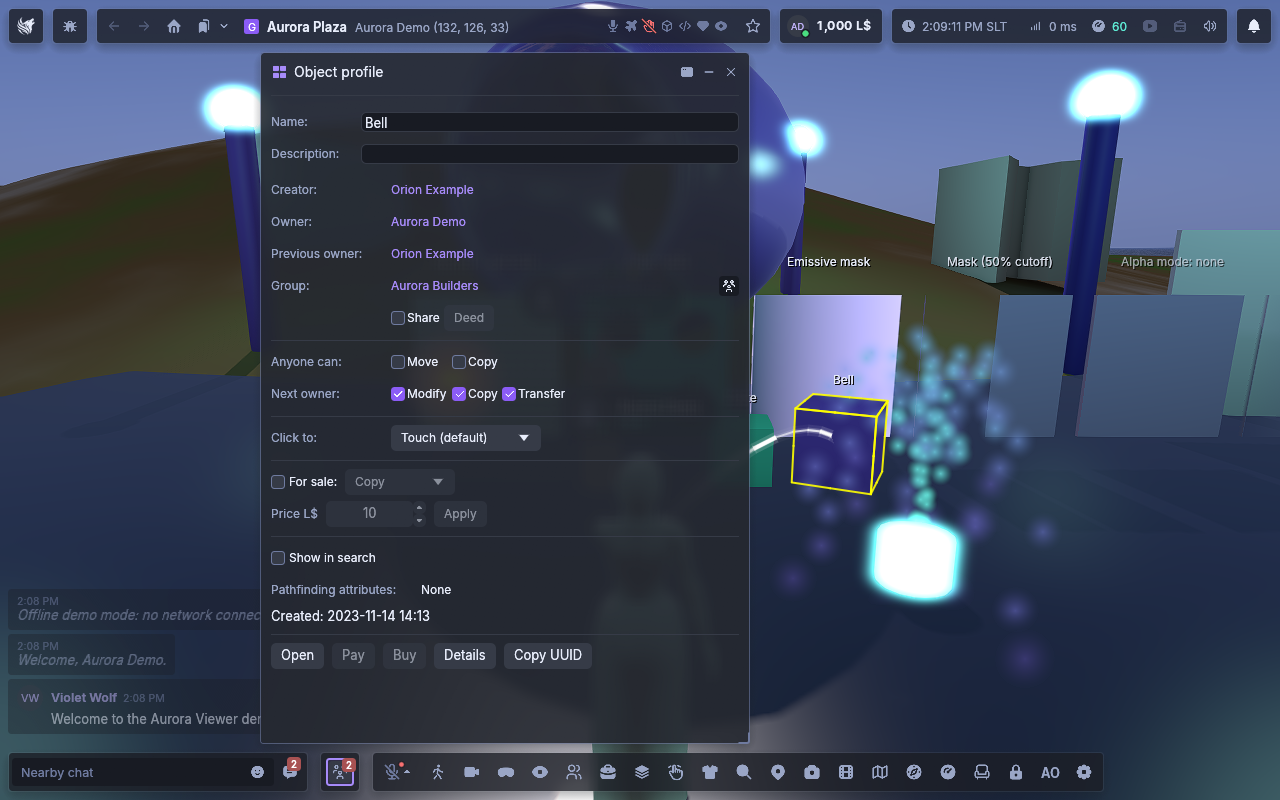 G Aurora Plaza Aurora Demo (132, 126, 33)
AD 1,000 L$
2:09:11 PM SLT 0 ms 60
Object profile
Name: Bell
Description:
Creator: Orion Example
Owner: Aurora Demo
Previous owner: Orion Example
Group: Aurora Builders
Share Deed
Anyone can: Move Copy
Next owner: Modify Copy Transfer
Click to: Touch (default)
For sale: Copy
Price L$ 10 Apply
Show in search
Pathfinding attributes: None
Created: 2023-11-14 14:13
Open Pay Buy Details Copy UUID
Emissive mask
Mask (50% cutoff)
Alpha mode: none
Bell
e
2:08 PM
Offline demo mode: no network connec
2:08 PM
Welcome, Aurora Demo.
VW Violet Wolf 2:08 PM
Welcome to the Aurora Viewer der
Nearby chat 2 2 AO